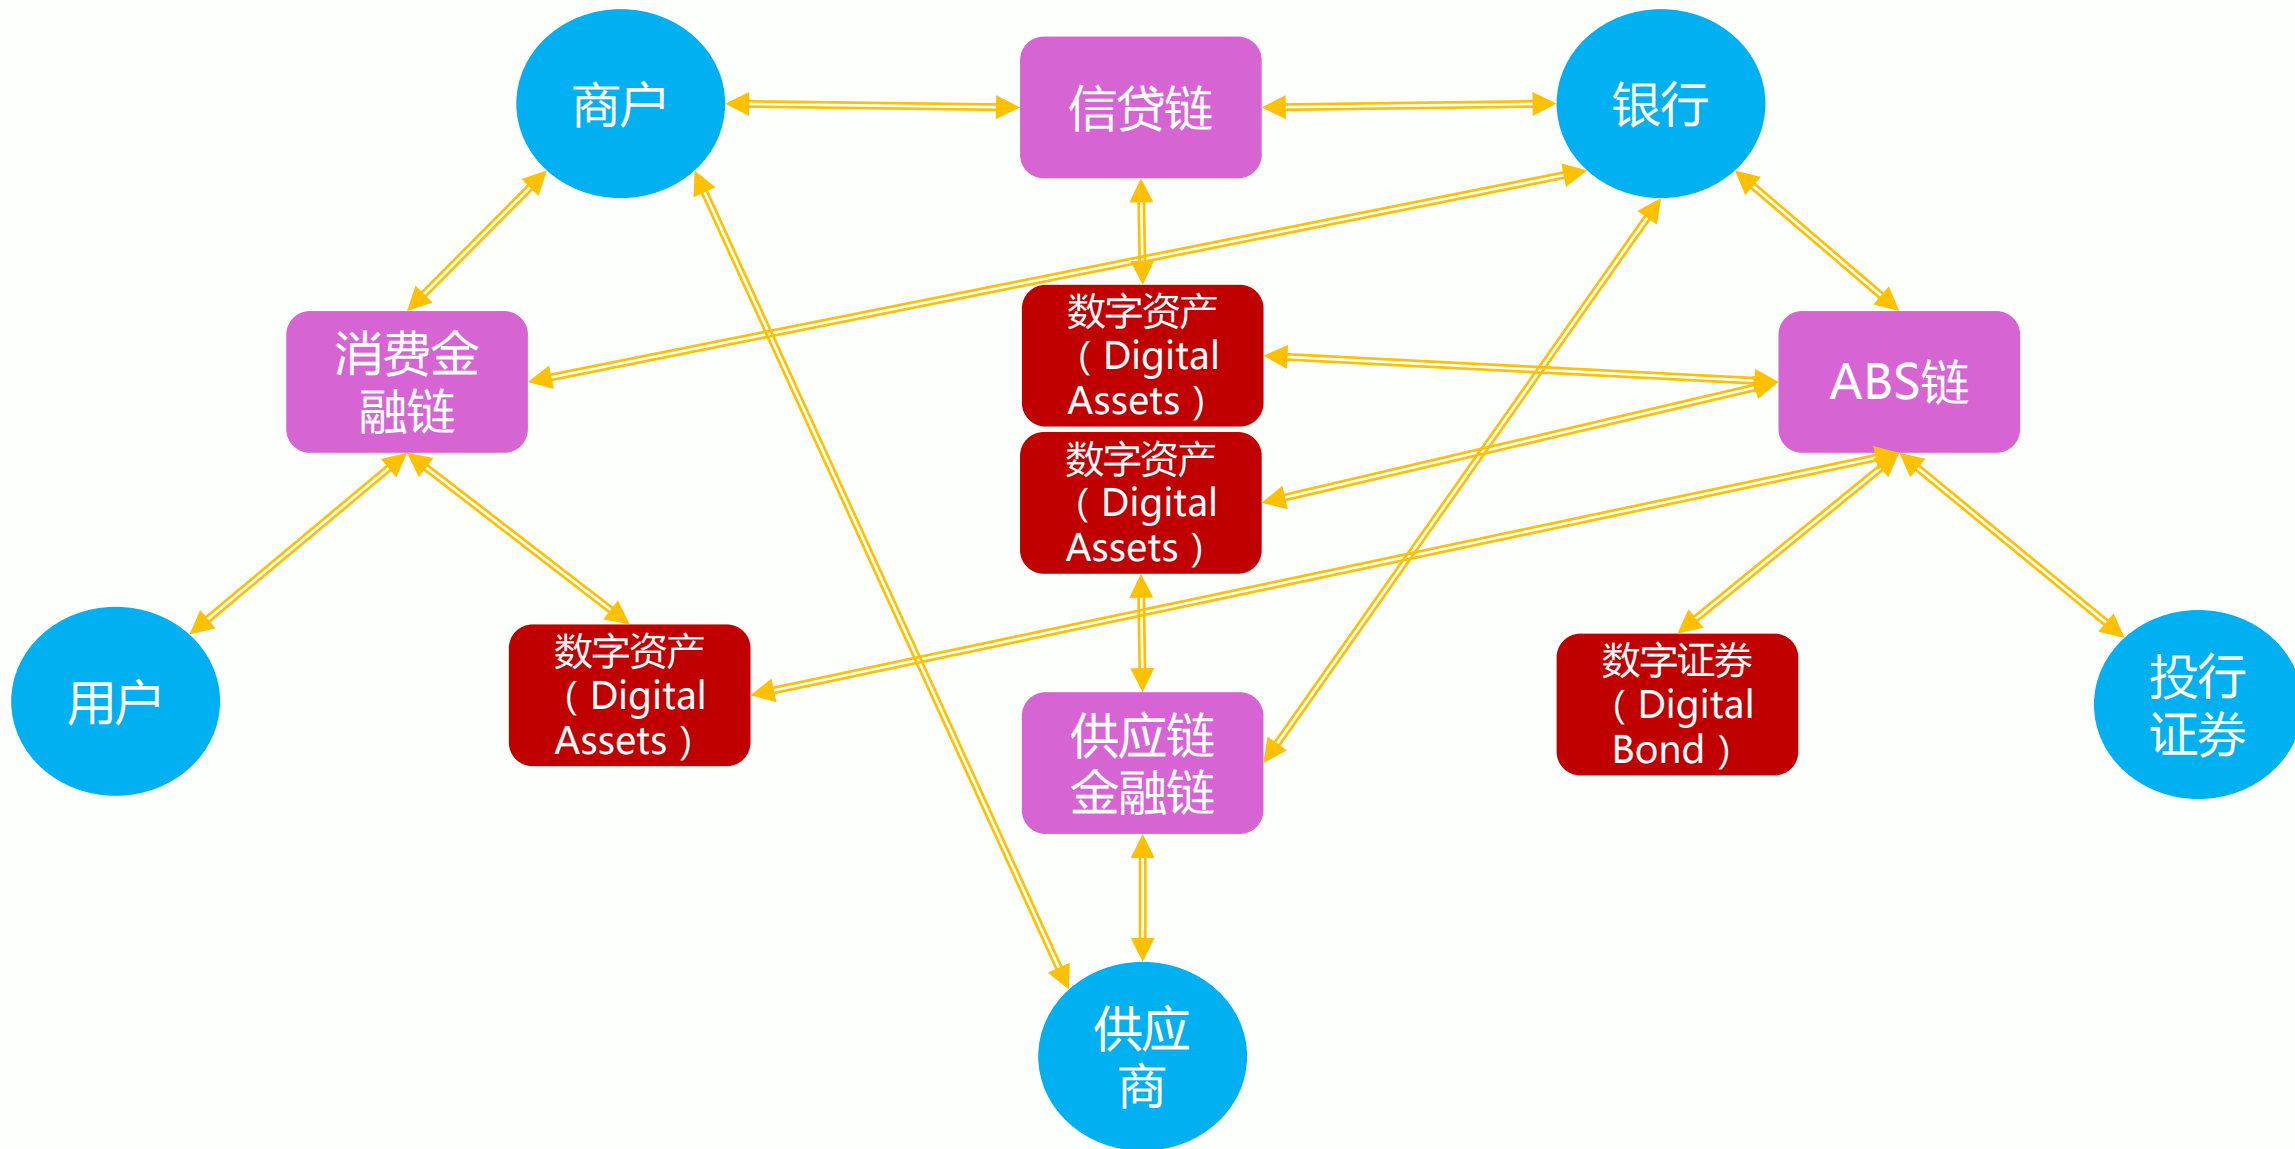 商户
信贷链
银行
数字资产
（ Digital
Assets ）
消费金
融链
ABS链
数字资产
（ Digital
Assets ）
用户
数字资产
（ Digital
Assets ）
供应链
金融链
数字证券
（ Digital
Bond ）
投行
证券
供应
商